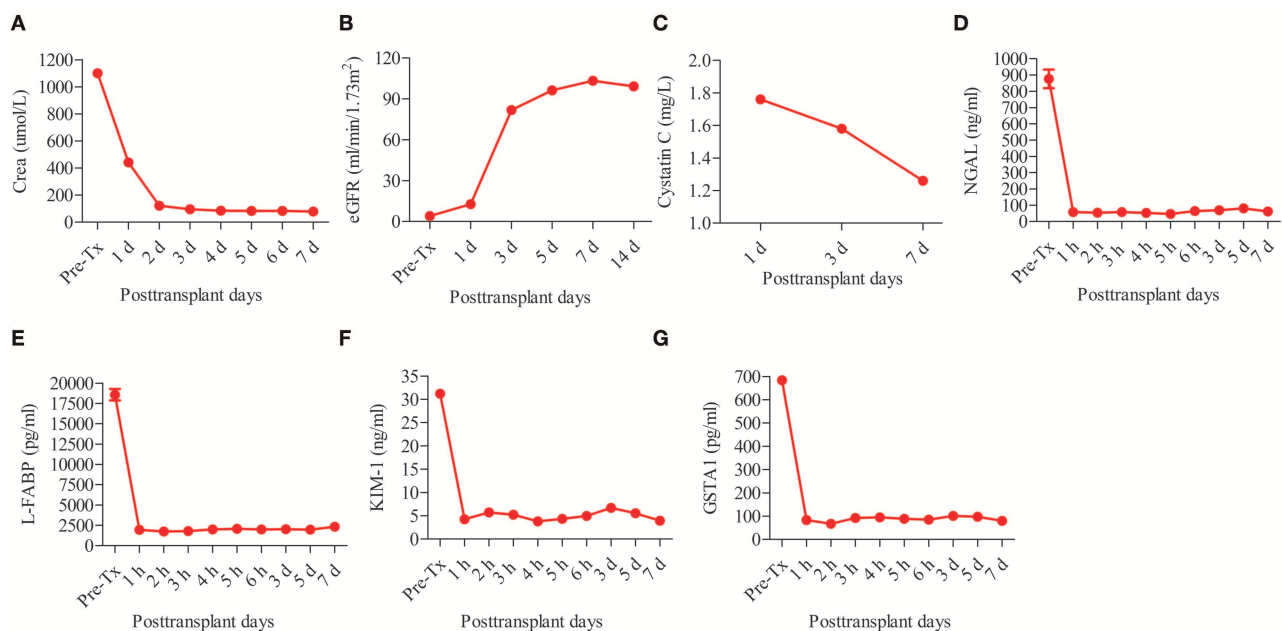 A
Crea (umol/L)
1200
1000
800
600
400
200
0
Pre-Tx
1 d
2 d
3 d
4 d
5 d
6 d
7 d
Posttransplant days
B
eGFR (ml/min/1.73m²)
120
90
60
30
0
Pre-Tx
1 d
3 d
5 d
7 d
14 d
Posttransplant days
C
Cystatin C (mg/L)
2.0
1.8
1.6
1.4
1.2
1.0
1 d
3 d
7 d
Posttransplant days
D
NGAL (ng/ml)
1000
900
800
700
600
500
400
300
200
100
0
Pre-Tx
1 h
2 h
3 h
4 h
5 h
6 h
3 d
5 d
7 d
Posttransplant days
E
L-FABP (pg/ml)
20000
17500
15000
12500
10000
7500
5000
2500
0
Pre-Tx
1 h
2 h
3 h
4 h
5 h
6 h
3 d
5 d
7 d
Posttransplant days
F
KIM-1 (ng/ml)
35
30
25
20
15
10
5
0
Pre-Tx
1 h
2 h
3 h
4 h
5 h
6 h
3 d
5 d
7 d
Posttransplant days
G
GSTA1 (pg/ml)
700
600
500
400
300
200
100
0
Pre-Tx
1 h
2 h
3 h
4 h
5 h
6 h
3 d
5 d
7 d
Posttransplant days